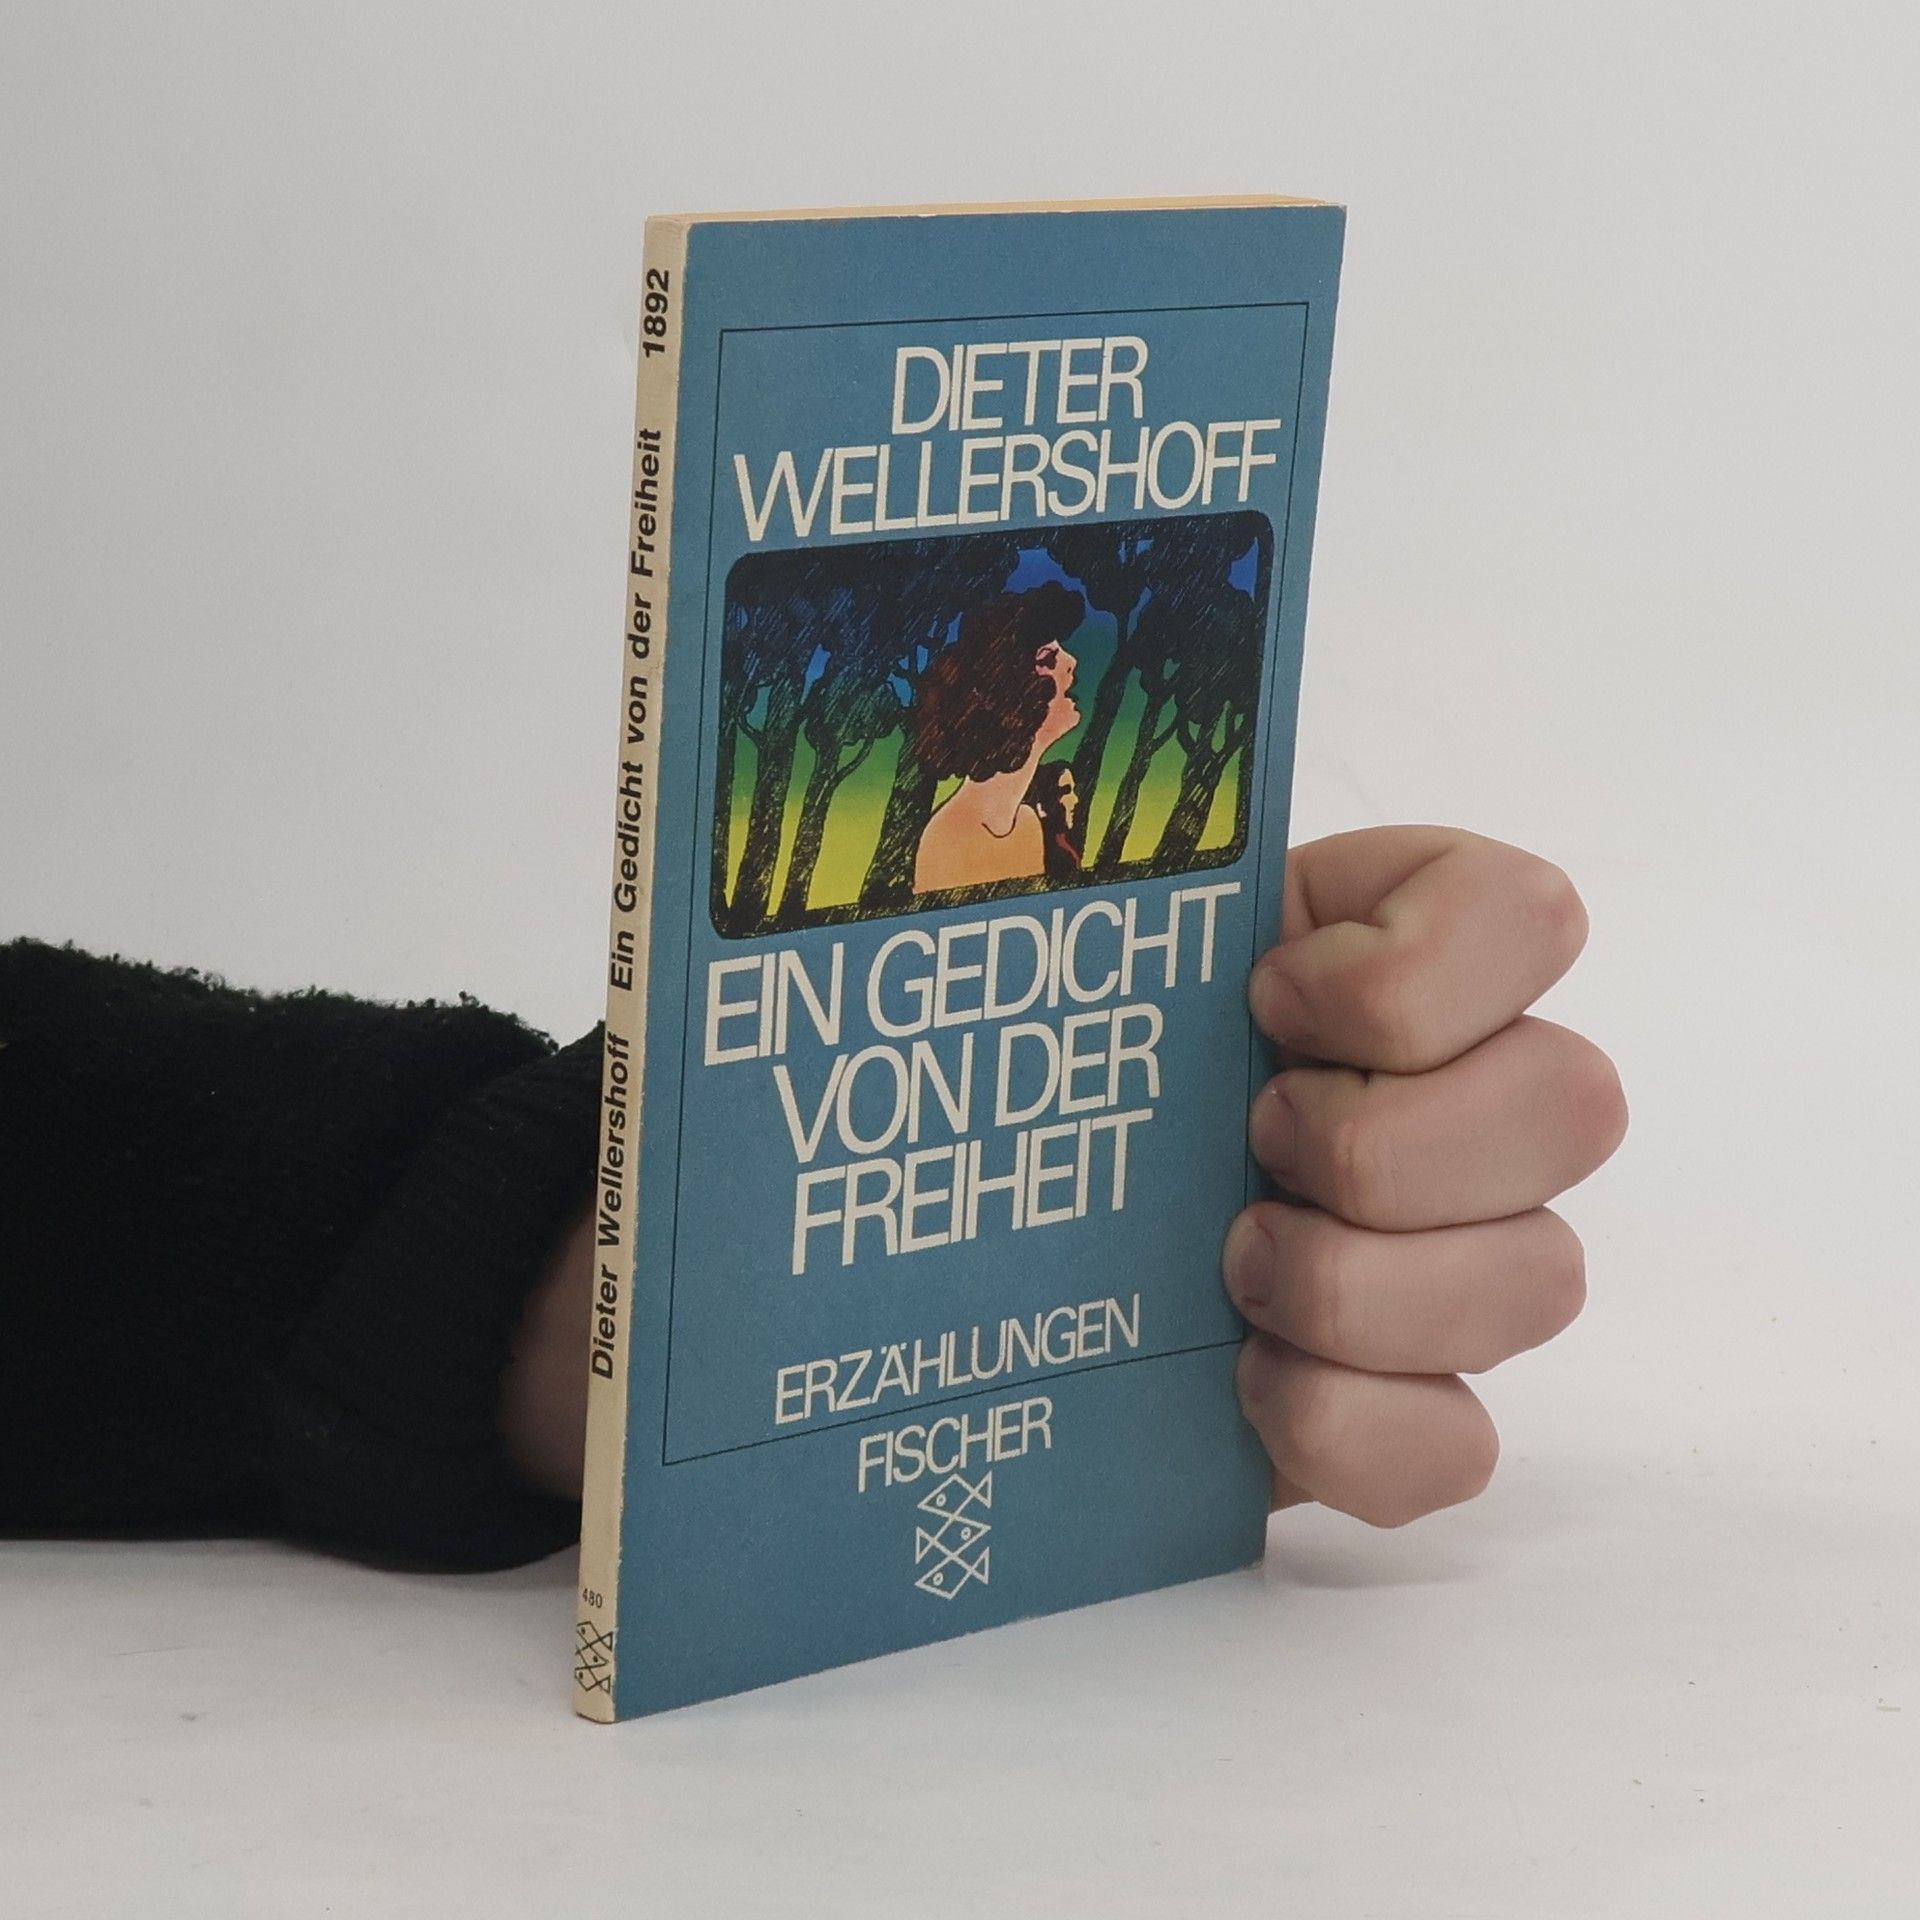 Dieter Wellershoff Ein Gedicht von der Freiheit 1892
480
DIETER
WELLERSHOFF
EIN GEDICHT
VON DER
FREIHEIT
ERZÄHLUNGEN
FISCHER